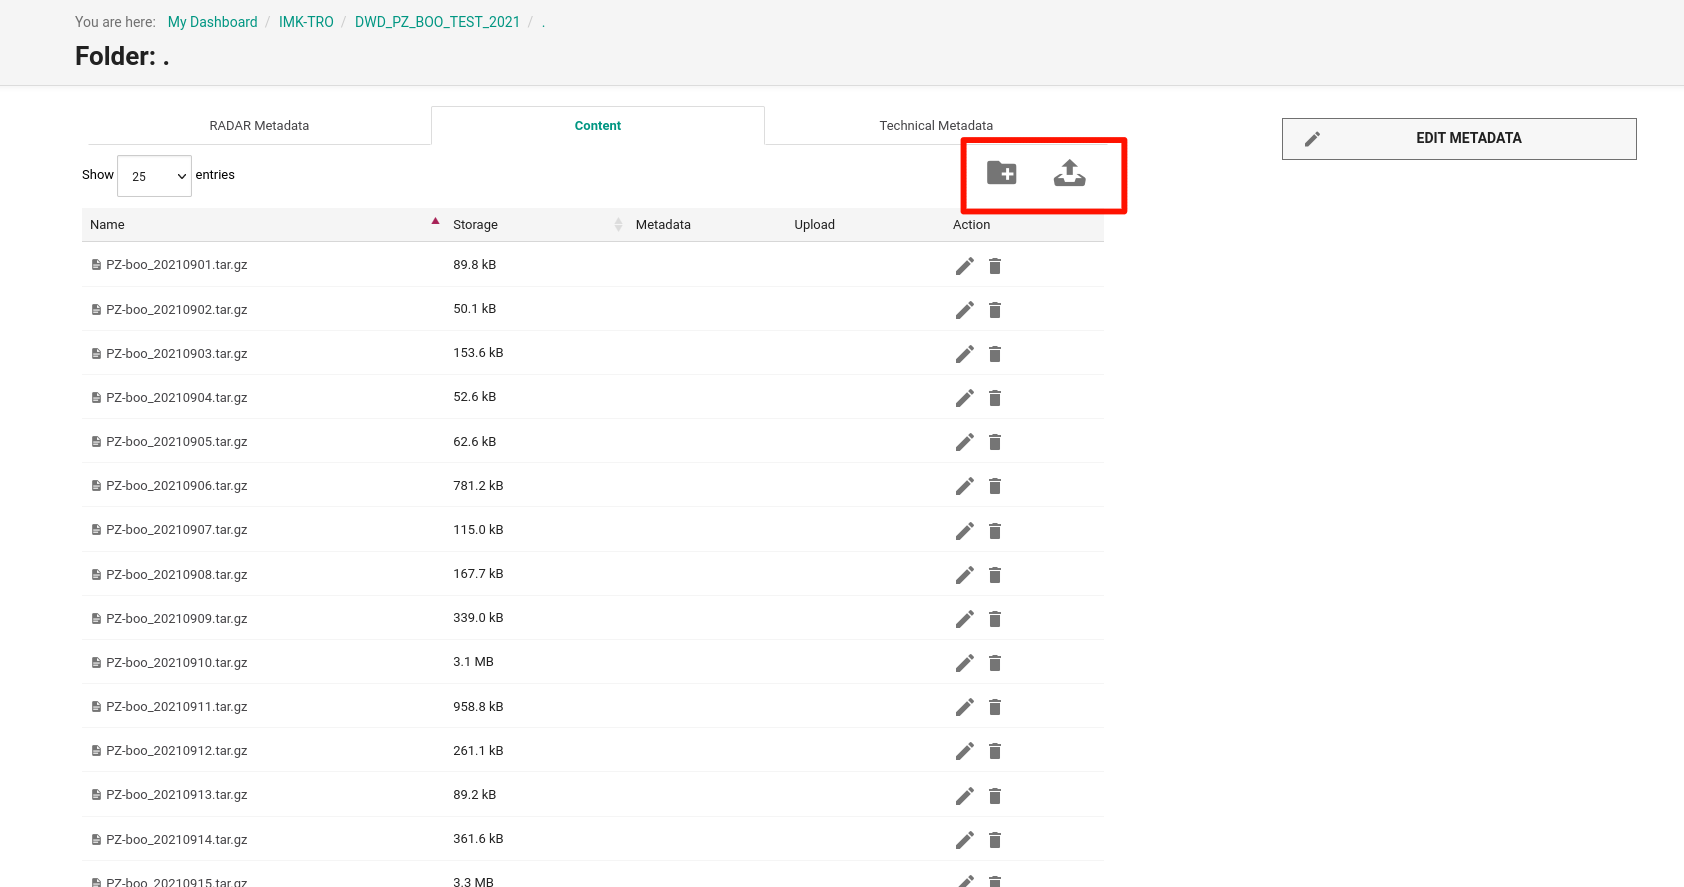 You are here: My Dashboard / IMK-TRO / DWD_PZ_BOO_TEST_2021 / .
Folder: .
RADAR Metadata Content Technical Metadata
EDIT METADATA
Show 25 entries
Name Storage Metadata Upload Action
PZ-boo_20210901.tar.gz 89.8 kB
PZ-boo_20210902.tar.gz 50.1 kB
PZ-boo_20210903.tar.gz 153.6 kB
PZ-boo_20210904.tar.gz 52.6 kB
PZ-boo_20210905.tar.gz 62.6 kB
PZ-boo_20210906.tar.gz 781.2 kB
PZ-boo_20210907.tar.gz 115.0 kB
PZ-boo_20210908.tar.gz 167.7 kB
PZ-boo_20210909.tar.gz 339.0 kB
PZ-boo_20210910.tar.gz 3.1 MB
PZ-boo_20210911.tar.gz 958.8 kB
PZ-boo_20210912.tar.gz 261.1 kB
PZ-boo_20210913.tar.gz 89.2 kB
PZ-boo_20210914.tar.gz 361.6 kB
PZ-boo_20210915.tar.gz 3.3 MB